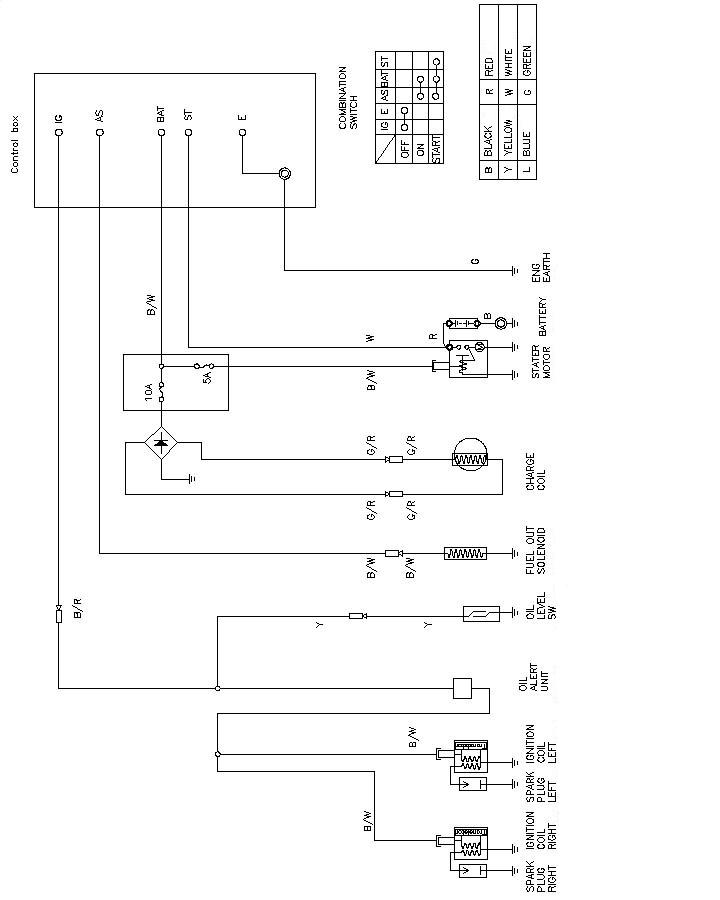 Control box
IG
AS
BAT
ST
E
COMBINATION
SWITCH
IG E AS BAT ST
OFF
ON
START
B BLACK R RED
Y YELLOW W WHITE
L BLUE G GREEN
G
ENG
EARTH
B/W
W
R
B
BATTERY
M
STATER
MOTOR
10A
5A
B/W
G/R
G/R
CHARGE
COIL
G/R
G/R
B/W
B/W
FUEL OUT
SOLENOID
B/R
Y
Y
OIL
LEVEL
SW
OIL
ALERT
UNIT
B/W
Transistor
IGNITION
COIL
LEFT
SPARK
PLUG
LEFT
B/W
Transistor
IGNITION
COIL
RIGHT
SPARK
PLUG
RIGHT